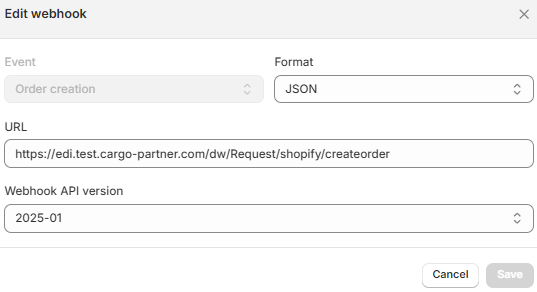 Edit webhook
Event
Format
Order creation
JSON
URL
https://edi.test.cargo-partner.com/dw/Request/shopify/createorder
Webhook API version
2025-01
Cancel
Save